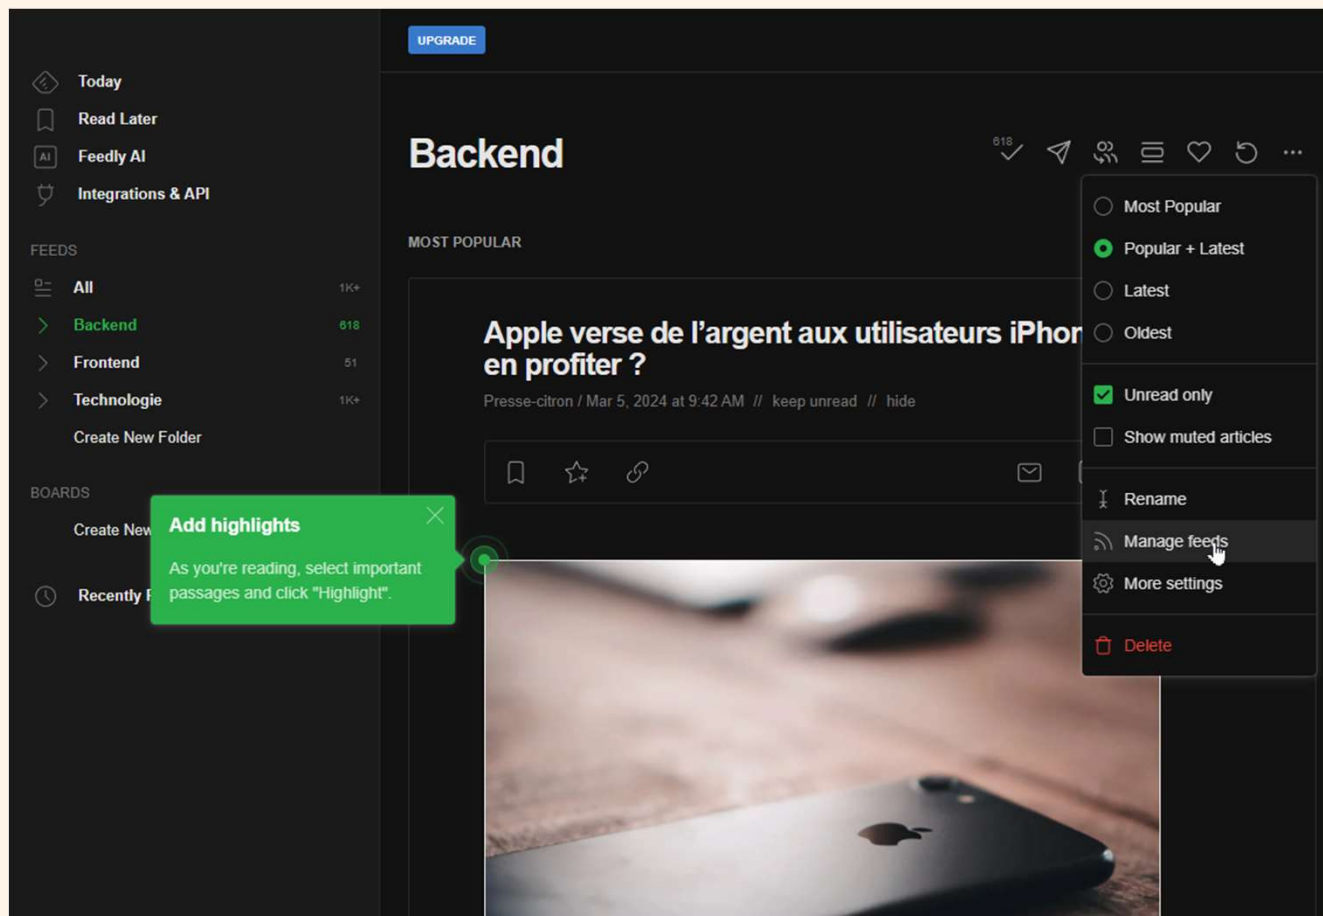 UPGRADE
Today
Read Later
AI
Feedly AI
Integrations & API
FEEDS
All 1K+
Backend 618
Frontend 51
Technologie 1K+
Create New Folder
BOARDS
Create New
Recently
Add highlights
As you're reading, select important
passages and click "Highlight".
Backend
618
MOST POPULAR
Apple verse de l’argent aux utilisateurs
en profiter ?
Presse-citron / Mar 5, 2024 at 9:42 AM // keep unread // hide
Most Popular
Popular + Latest
Latest
Oldest
Unread only
Show muted articles
Rename
Manage feeds
More settings
Delete